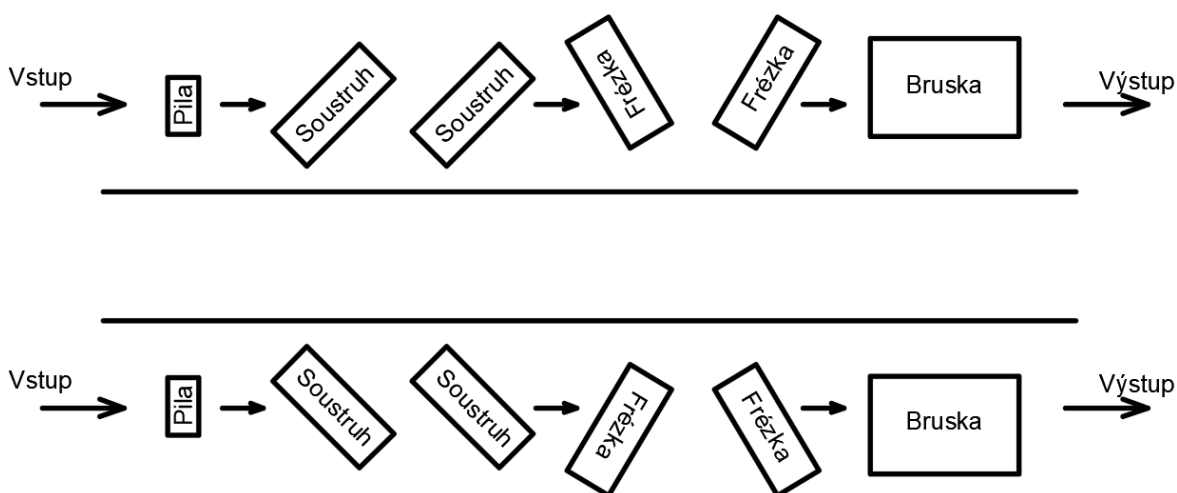 Vstup
Pila
Soustruh
Soustruh
Frézka
Frézka
Bruska
Výstup
Vstup
Pila
Soustruh
Soustruh
Frézka
Frézka
Bruska
Výstup